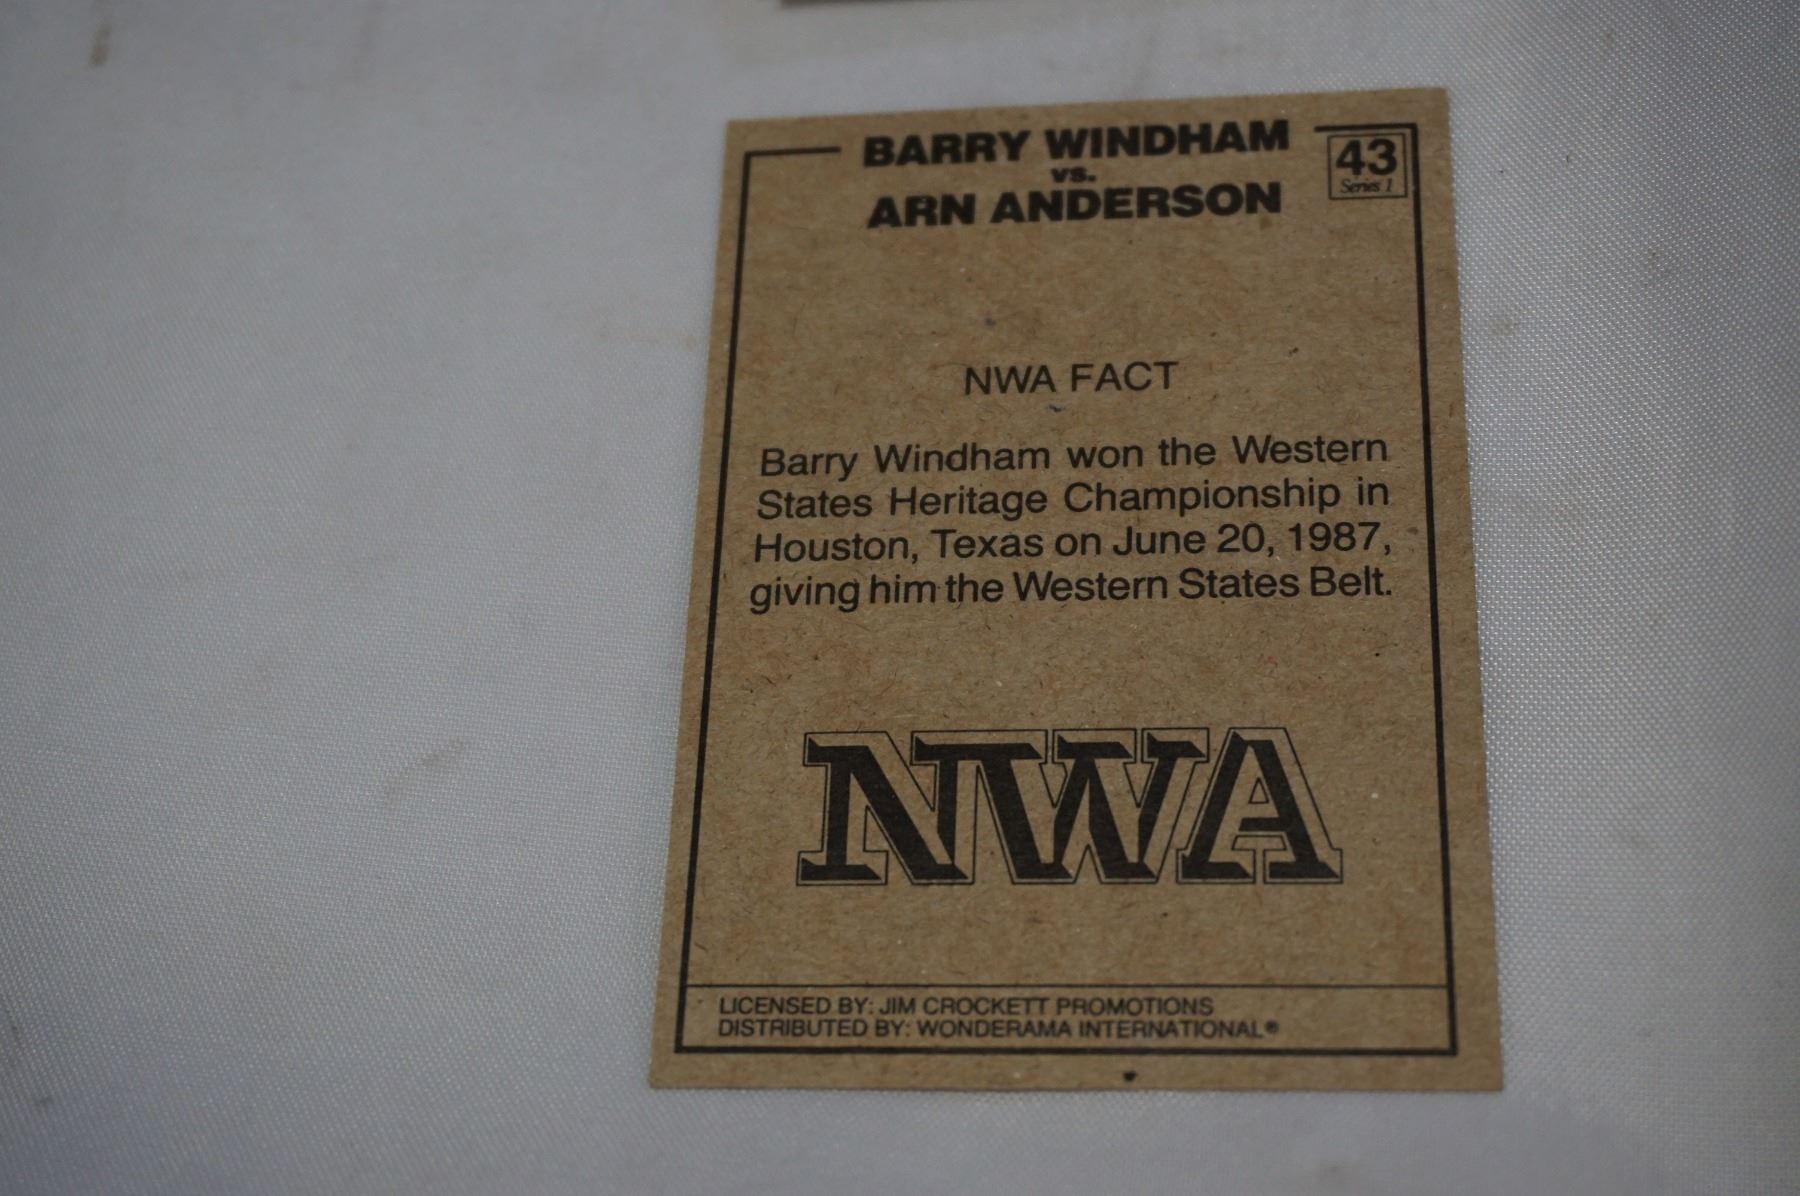 BARRY WINDHAM
vs.
ARN ANDERSON
43
Series 1
NWA FACT
Barry Windham won the Western
States Heritage Championship in
Houston, Texas on June 20, 1987,
giving him the Western States Belt.
NWA
LICENSED BY: JIM CROCKETT PROMOTIONS
DISTRIBUTED BY: WONDERAMA INTERNATIONAL®